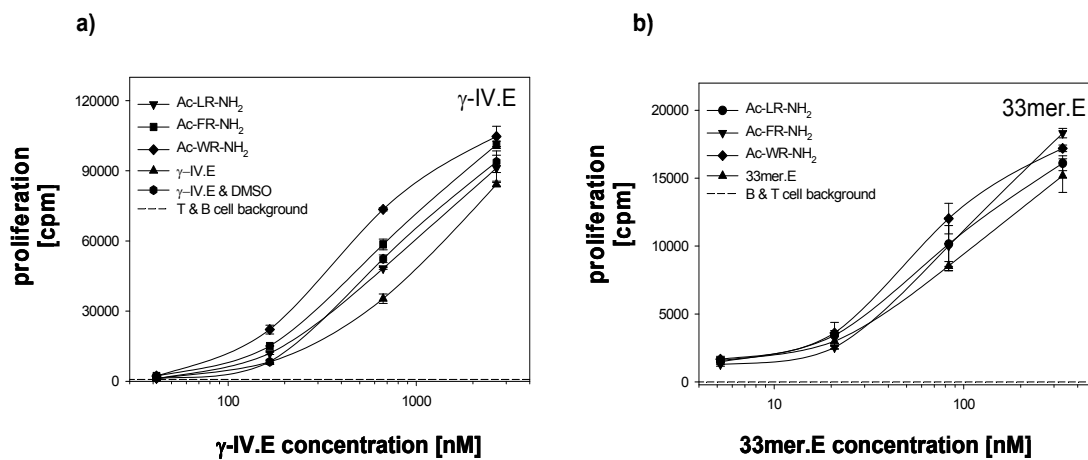 a)
γ-IV.E
120000
90000
60000
30000
0
Ac-LR-NH₂
Ac-FR-NH₂
Ac-WR-NH₂
γ–IV.E
γ–IV.E & DMSO
T & B cell background
proliferation
[cpm]
100
1000
γ-IV.E concentration [nM]
b)
33mer.E
20000
15000
10000
5000
0
Ac-LR-NH₂
Ac-FR-NH₂
Ac-WR-NH₂
33mer.E
B & T cell background
proliferation
[cpm]
10
100
33mer.E concentration [nM]